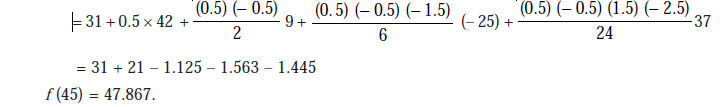 = 31 + 0.5 × 42 + (0.5) (– 0.5) / 2 9 + (0. 5) (– 0.5) (– 1.5) / 6 (– 25) + (0.5) (– 0.5) (1.5) (– 2.5) / 24 37
= 31 + 21 – 1.125 – 1.563 – 1.445
f (45) = 47.867.